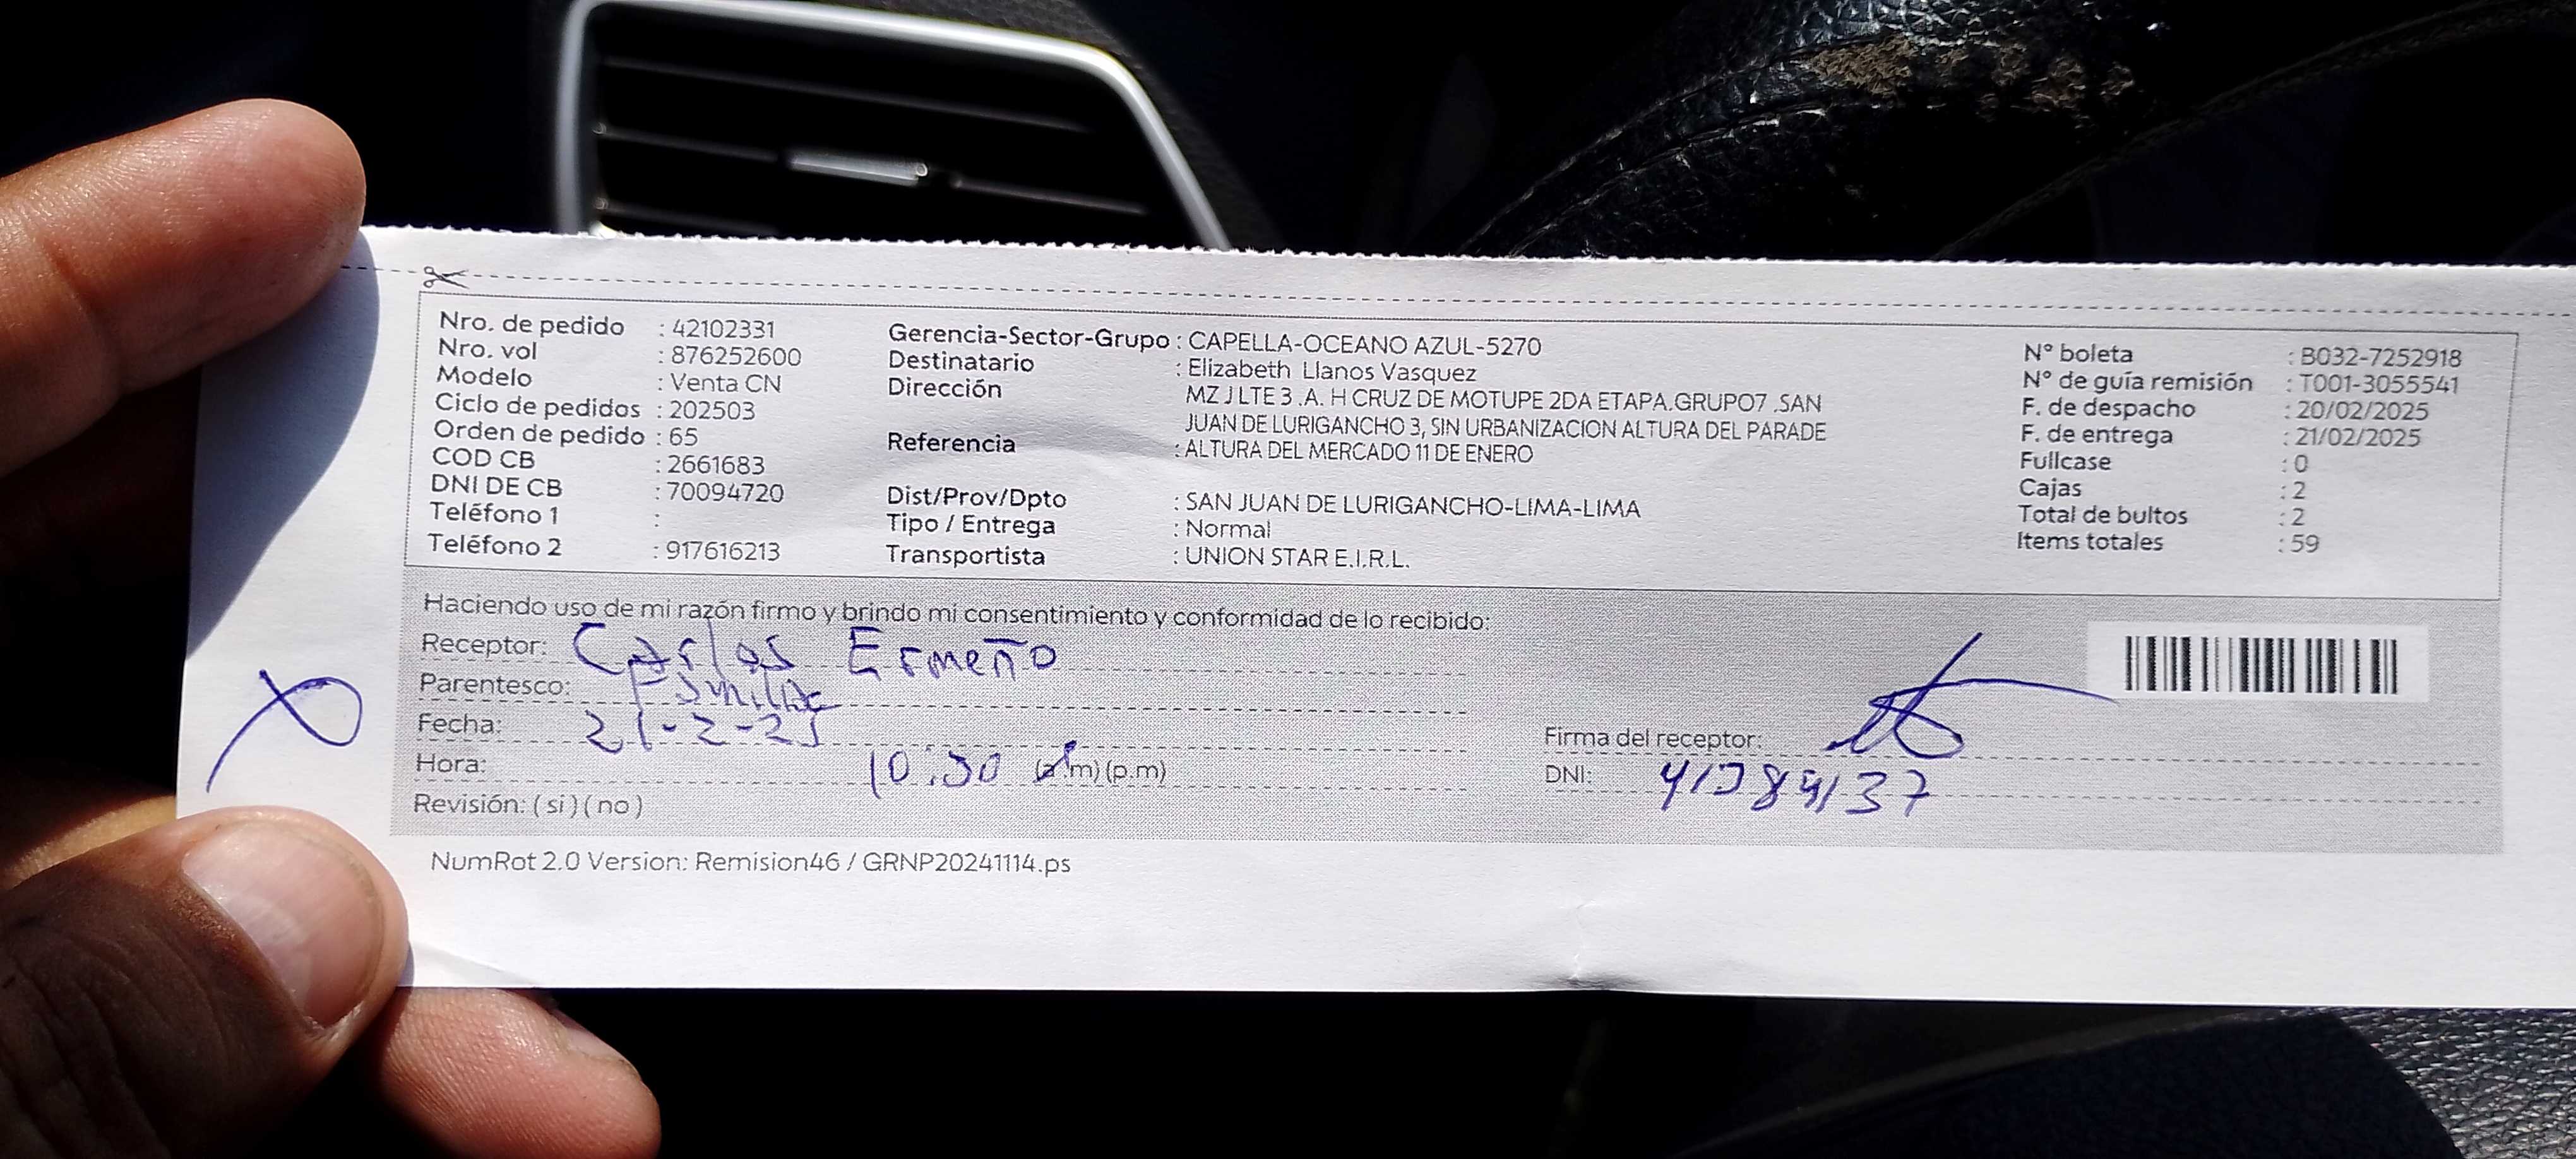 Nro. de pedido : 42102331
Nro. vol : 876252600
Modelo : Venta CN
Ciclo de pedidos : 202503
Orden de pedido : 65
COD CB : 2661683
DNI DE CB : 70094720
Teléfono 1 :
Teléfono 2 : 917616213
Gerencia-Sector-Grupo : CAPELLA-OCEANO AZUL-5270
Destinatario : Elizabeth Llanos Vasquez
Dirección MZ J LTE 3 .A. H CRUZ DE MOTUPE 2DA ETAPA.GRUPO7 .SAN
JUAN DE LURIGANCHO 3, SIN URBANIZACION ALTURA DEL PARADE
Referencia : ALTURA DEL MERCADO 11 DE ENERO
Dist/Prov/Dpto : SAN JUAN DE LURIGANCHO-LIMA-LIMA
Tipo / Entrega : Normal
Transportista : UNION STAR E.I.R.L.
N° boleta : B032-7252918
N° de guía remisión : T001-3055541
F. de despacho : 20/02/2025
F. de entrega : 21/02/2025
Fullcase : 0
Cajas : 2
Total de bultos : 2
Items totales : 59
Haciendo uso de mi razón firmo y brindo mi consentimiento y conformidad de lo recibido:
Receptor: Carlos Ermeño
Parentesco:
Fecha: 21-2-25
Hora: 10:30 (a.m) (p.m)
Revisión: ( si ) ( no )
Firma del receptor:
DNI:
NumRot 2.0 Version: Remision46 / GRNP20241114.ps